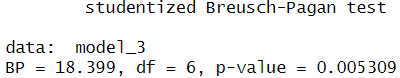 studentized Breusch-Pagan test
data:  model_3
BP = 18.399, df = 6, p-value = 0.005309